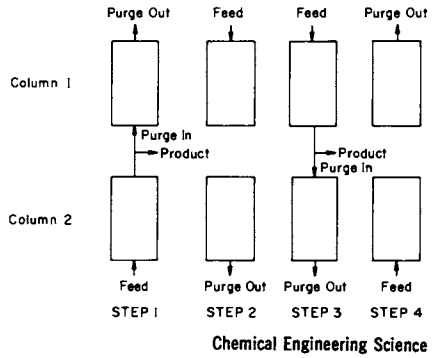 Purge Out Feed Feed Purge Out
Column I
Purge In
Product
Product
Purge In
Column 2
Feed Purge Out Purge Out Feed
STEP I STEP 2 STEP 3 STEP 4
Chemical Engineering Science